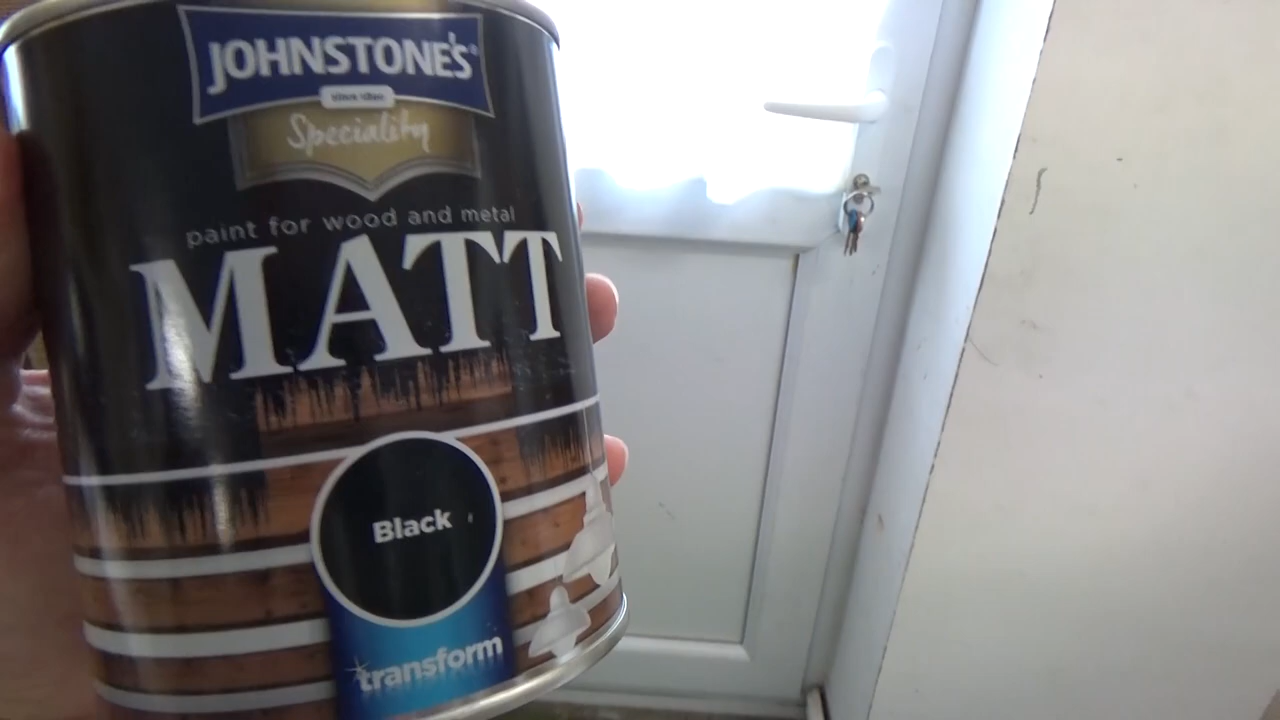 JOHNSTONE'S
Speciality
paint for wood and metal
MATT
Black
transform